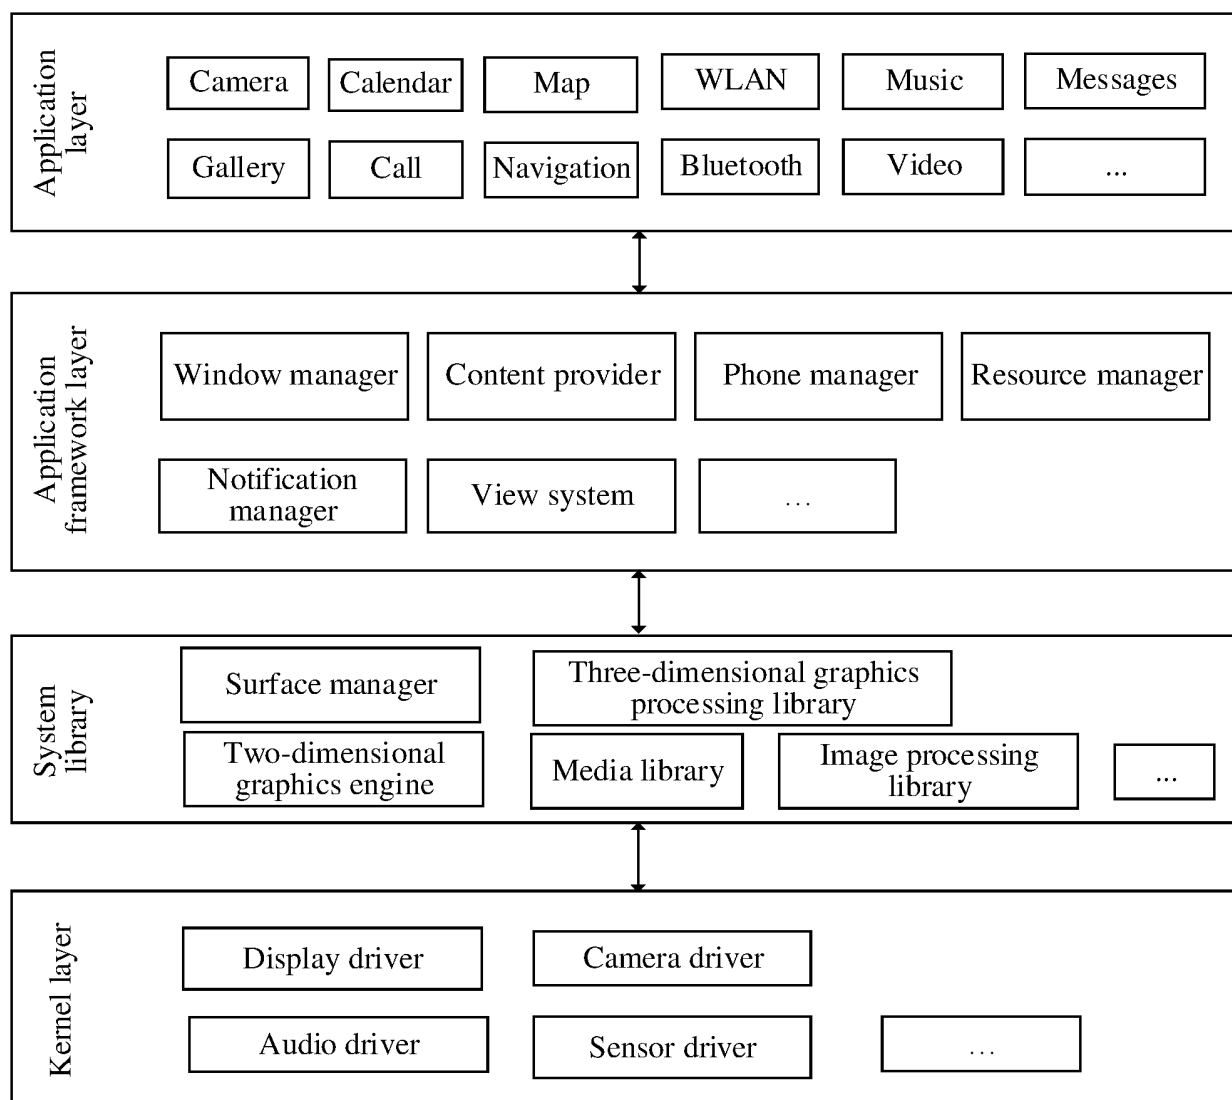 Application
layer
Camera
Calendar
Map
WLAN
Music
Messages
Gallery
Call
Navigation
Bluetooth
Video
...
Application
framework layer
Window manager
Content provider
Phone manager
Resource manager
Notification
manager
View system
...
System
library
Surface manager
Three-dimensional graphics
processing library
Two-dimensional
graphics engine
Media library
Image processing
library
...
Kernel layer
Display driver
Camera driver
Audio driver
Sensor driver
...